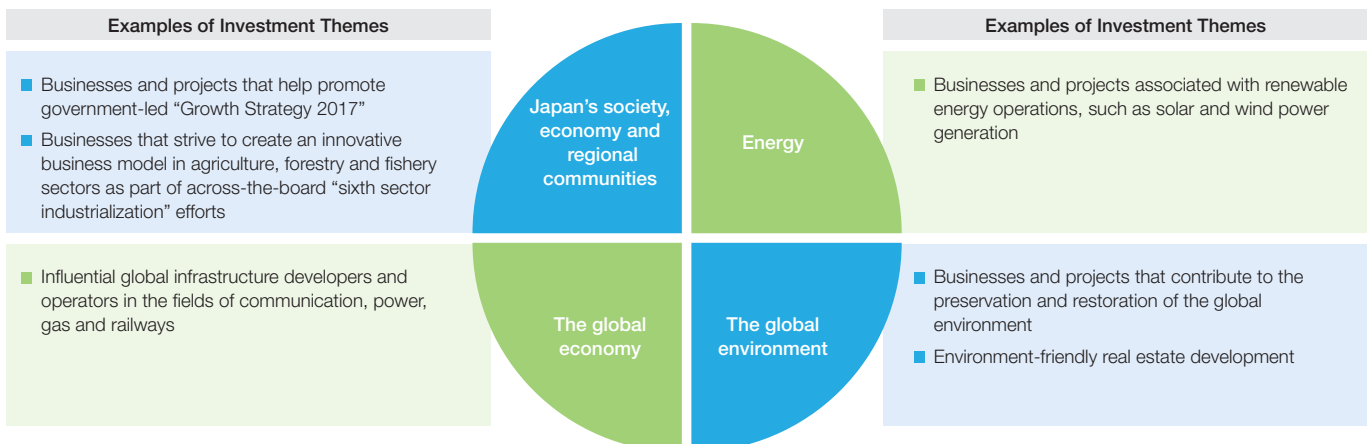 Examples of Investment Themes
Businesses and projects that help promote
government-led “Growth Strategy 2017”
Businesses that strive to create an innovative
business model in agriculture, forestry and fishery
sectors as part of across-the-board “sixth sector
industrialization” efforts
Japan’s society,
economy and
regional
communities
Energy
Examples of Investment Themes
Businesses and projects associated with renewable
energy operations, such as solar and wind power
generation
Influential global infrastructure developers and
operators in the fields of communication, power,
gas and railways
The global
economy
The global
environment
Businesses and projects that contribute to the
preservation and restoration of the global
environment
Environment-friendly real estate development